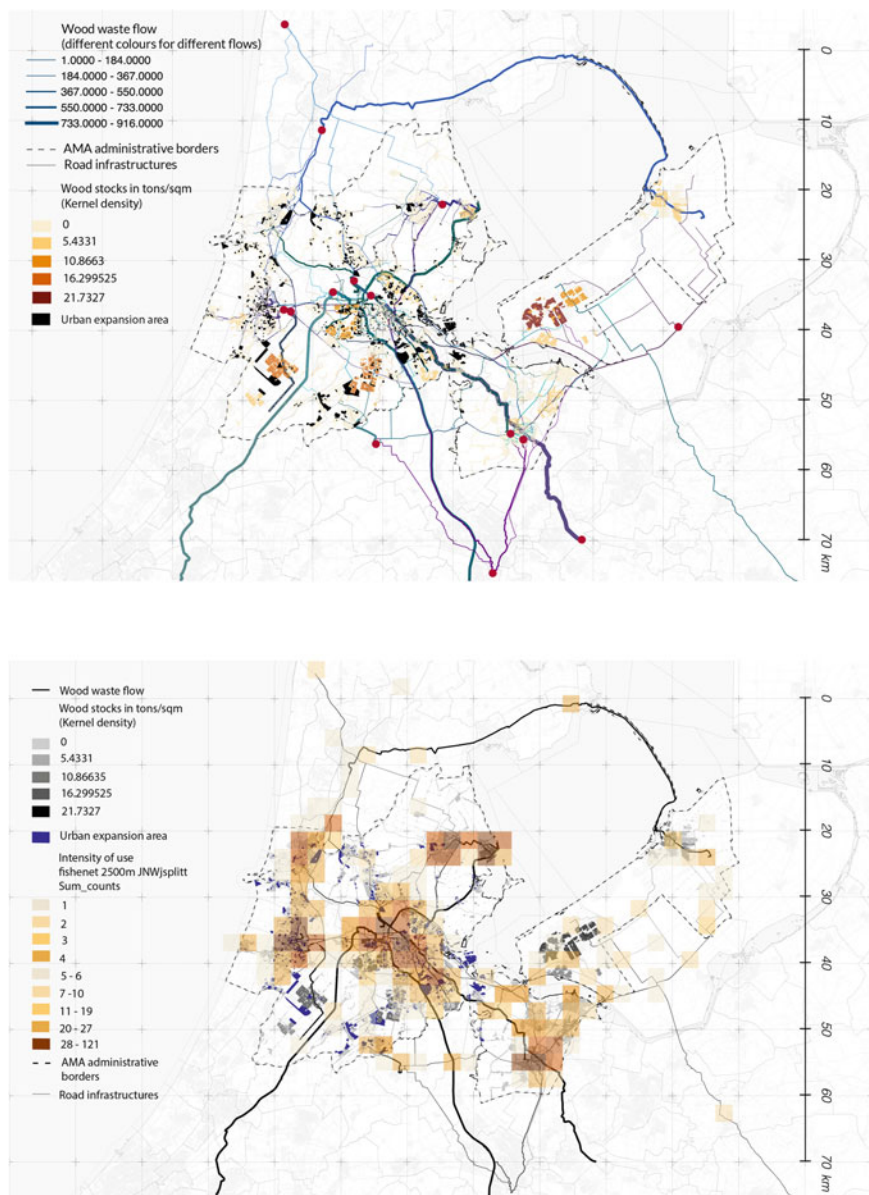 Wood waste flow
(different colours for different flows)
1.0000 - 184.0000
184.0000 - 367.0000
367.0000 - 550.0000
550.0000 - 733.0000
733.0000 - 916.0000
AMA administrative borders
Road infrastructures
Wood stocks in tons/sqm
(Kernel density)
0
5.4331
10.8663
16.299525
21.7327
Urban expansion area
0
10
20
30
40
50
60
70 km
Wood waste flow
Wood stocks in tons/sqm
(Kernel density)
0
5.4331
10.86635
16.299525
21.7327
Urban expansion area
Intensity of use
fishenet 2500m JNWjsplitt
Sum_counts
1
2
3
4
5 - 6
7 -10
11 - 19
20 - 27
28 - 121
AMA administrative
borders
Road infrastructures
0
10
20
30
40
50
60
70 km